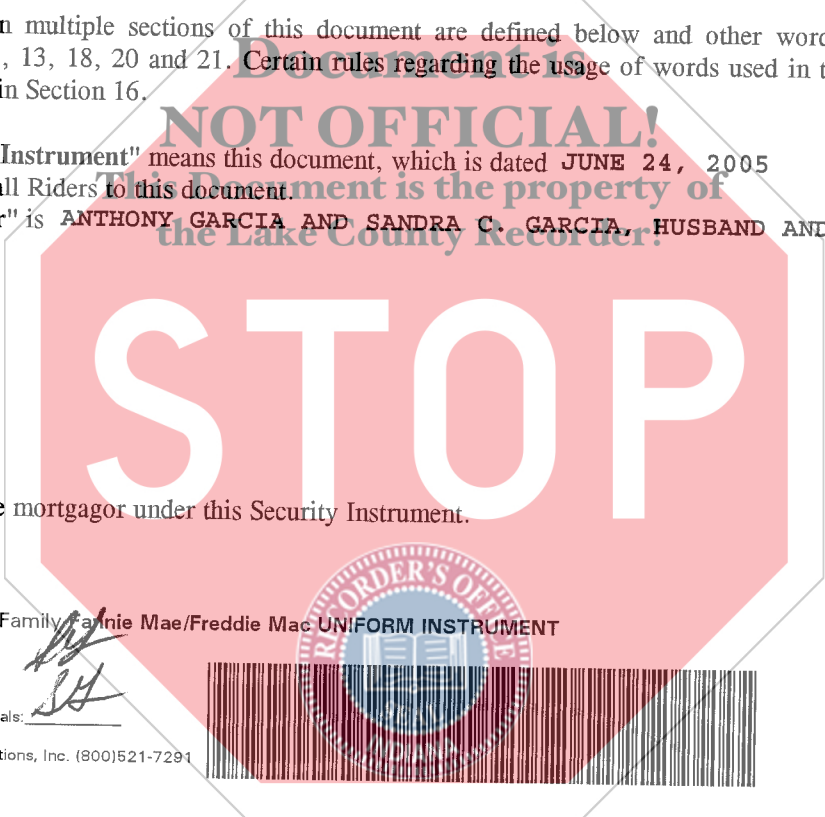 n multiple sections of this document are defined below and other word
, 13, 18, 20 and 21. Certain rules regarding the usage of words used in t
in Section 16.
Document is
NOT OFFICIAL!
This Document is the property of
the Lake County Recorder!
Instrument" means this document, which is dated JUNE 24, 2005
ll Riders to this document.
r" is ANTHONY GARCIA AND SANDRA C. GARCIA, HUSBAND AND
STOP
e mortgagor under this Security Instrument.
Family-Fannie Mae/Freddie Mac UNIFORM INSTRUMENT
RECORDER'S OFFICE
SEAL
INDIANA
als:
SG
tions, Inc. (800)521-7291